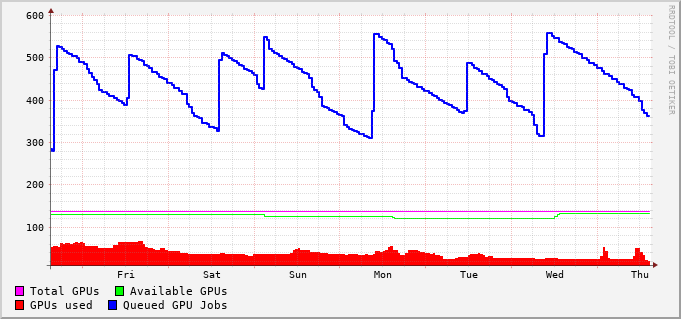 600
500
400
300
200
100
Fri Sat Sun Mon Tue Wed Thu
Total GPUs Available GPUs
GPUs used Queued GPU Jobs
RRDTOOL / TOBI OETIKER